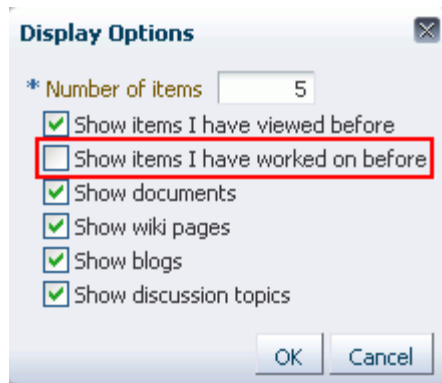 Display Options
* Number of items 5
Show items I have viewed before
Show items I have worked on before
Show documents
Show wiki pages
Show blogs
Show discussion topics
OK Cancel